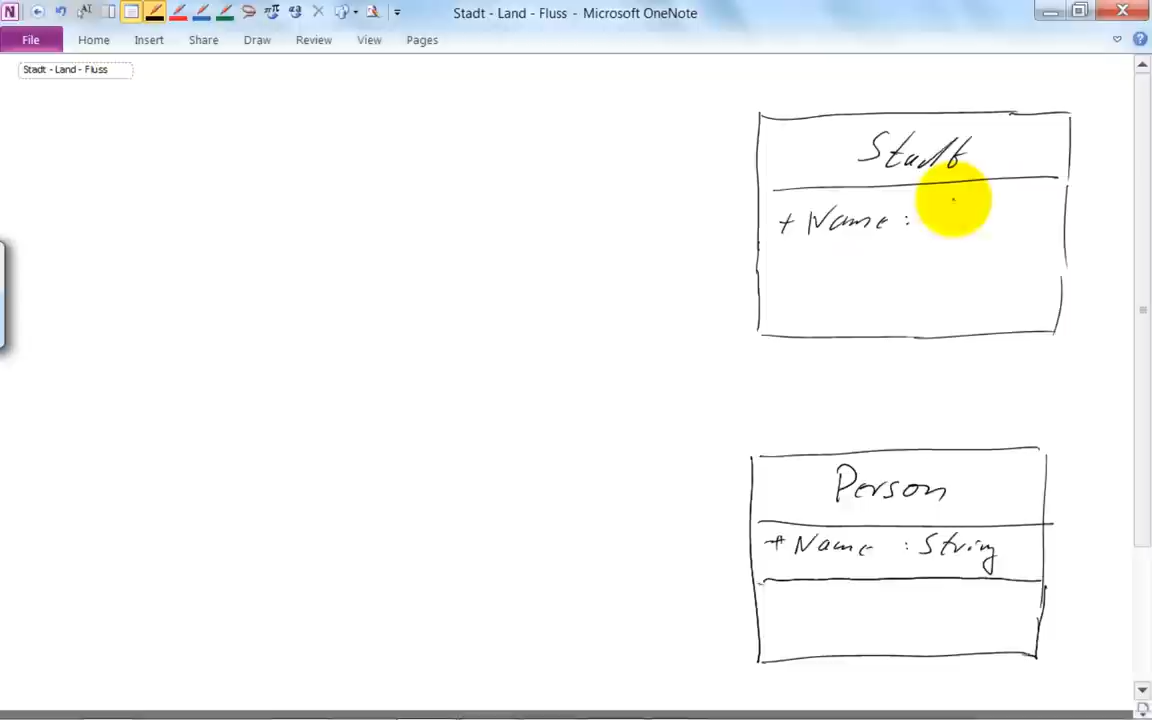 Stadt - Land - Fluss - Microsoft OneNote
File Home Insert Share Draw Review View Pages
Stadt - Land - Fluss
Stadt
+ Name :
Person
+ Name : String